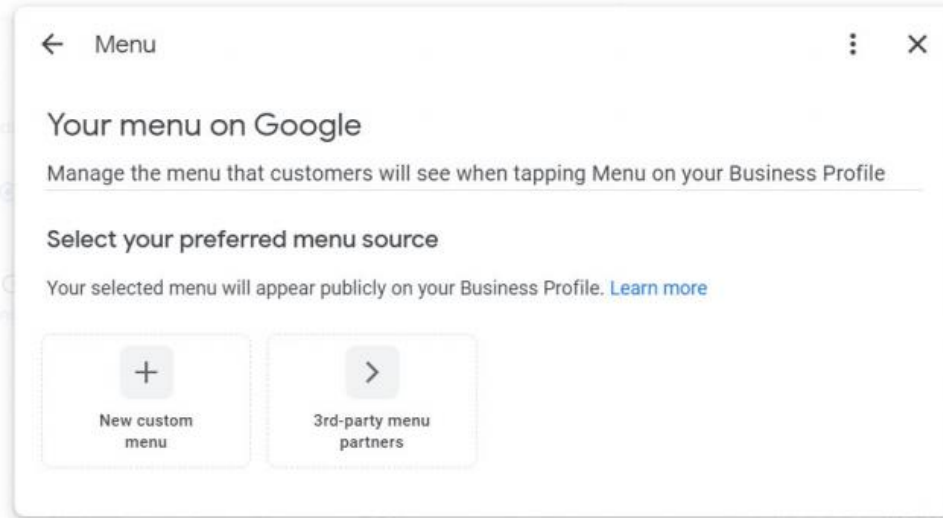 Menu
Your menu on Google
Manage the menu that customers will see when tapping Menu on your Business Profile
Select your preferred menu source
Your selected menu will appear publicly on your Business Profile. Learn more
New custom
menu
3rd-party menu
partners